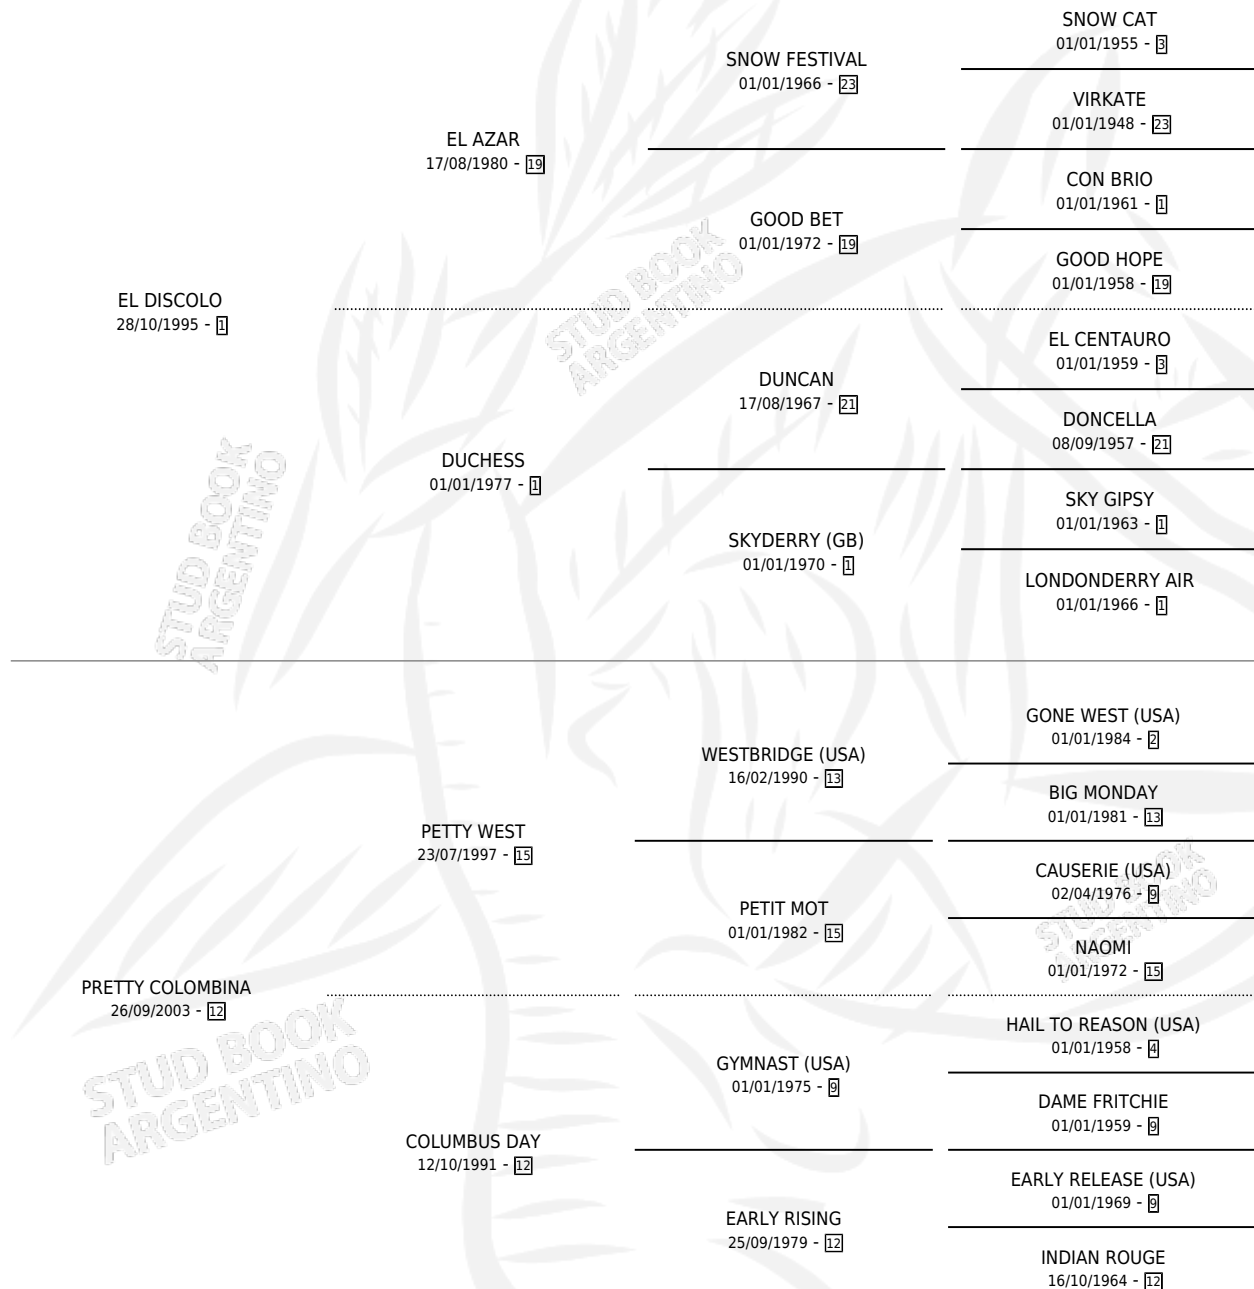 SNOW CAT
01/01/1955 - 3
SNOW FESTIVAL
01/01/1966 - 23
VIRKATE
01/01/1948 - 23
EL AZAR
17/08/1980 - 19
CON BRIO
01/01/1961 - 1
GOOD BET
01/01/1972 - 19
GOOD HOPE
01/01/1958 - 19
EL DISCOLO
28/10/1995 - 1
EL CENTAURO
01/01/1959 - 3
DUNCAN
17/08/1967 - 21
DONCELLA
08/09/1957 - 21
DUCHESS
01/01/1977 - 1
SKY GIPSY
01/01/1963 - 1
SKYDERRY (GB)
01/01/1970 - 1
LONDONDERRY AIR
01/01/1966 - 1
GONE WEST (USA)
01/01/1984 - 2
WESTBRIDGE (USA)
16/02/1990 - 13
BIG MONDAY
01/01/1981 - 13
PETTY WEST
23/07/1997 - 15
CAUSERIE (USA)
02/04/1976 - 9
PETIT MOT
01/01/1982 - 15
NAOMI
01/01/1972 - 15
PRETTY COLOMBINA
26/09/2003 - 12
HAIL TO REASON (USA)
01/01/1958 - 4
GYMNAST (USA)
01/01/1975 - 9
DAME FRITCHIE
01/01/1959 - 9
COLUMBUS DAY
12/10/1991 - 12
EARLY RELEASE (USA)
01/01/1969 - 9
EARLY RISING
25/09/1979 - 12
INDIAN ROUGE
16/10/1964 - 12
STUD BOOK
ARGENTINO
STUD BOOK
ARGENTINO
STUD BOOK
ARGENTINO
STUD BOOK
ARGENTINO